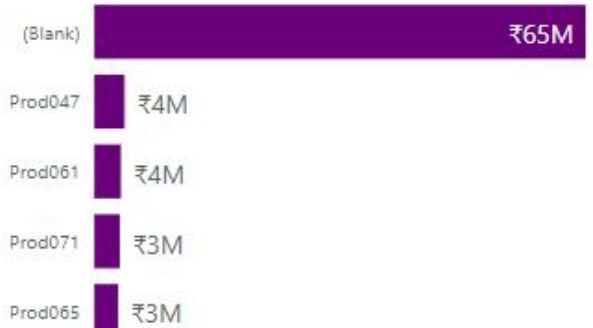 (Blank) ₹65M
Prod047 ₹4M
Prod061 ₹4M
Prod071 ₹3M
Prod065 ₹3M